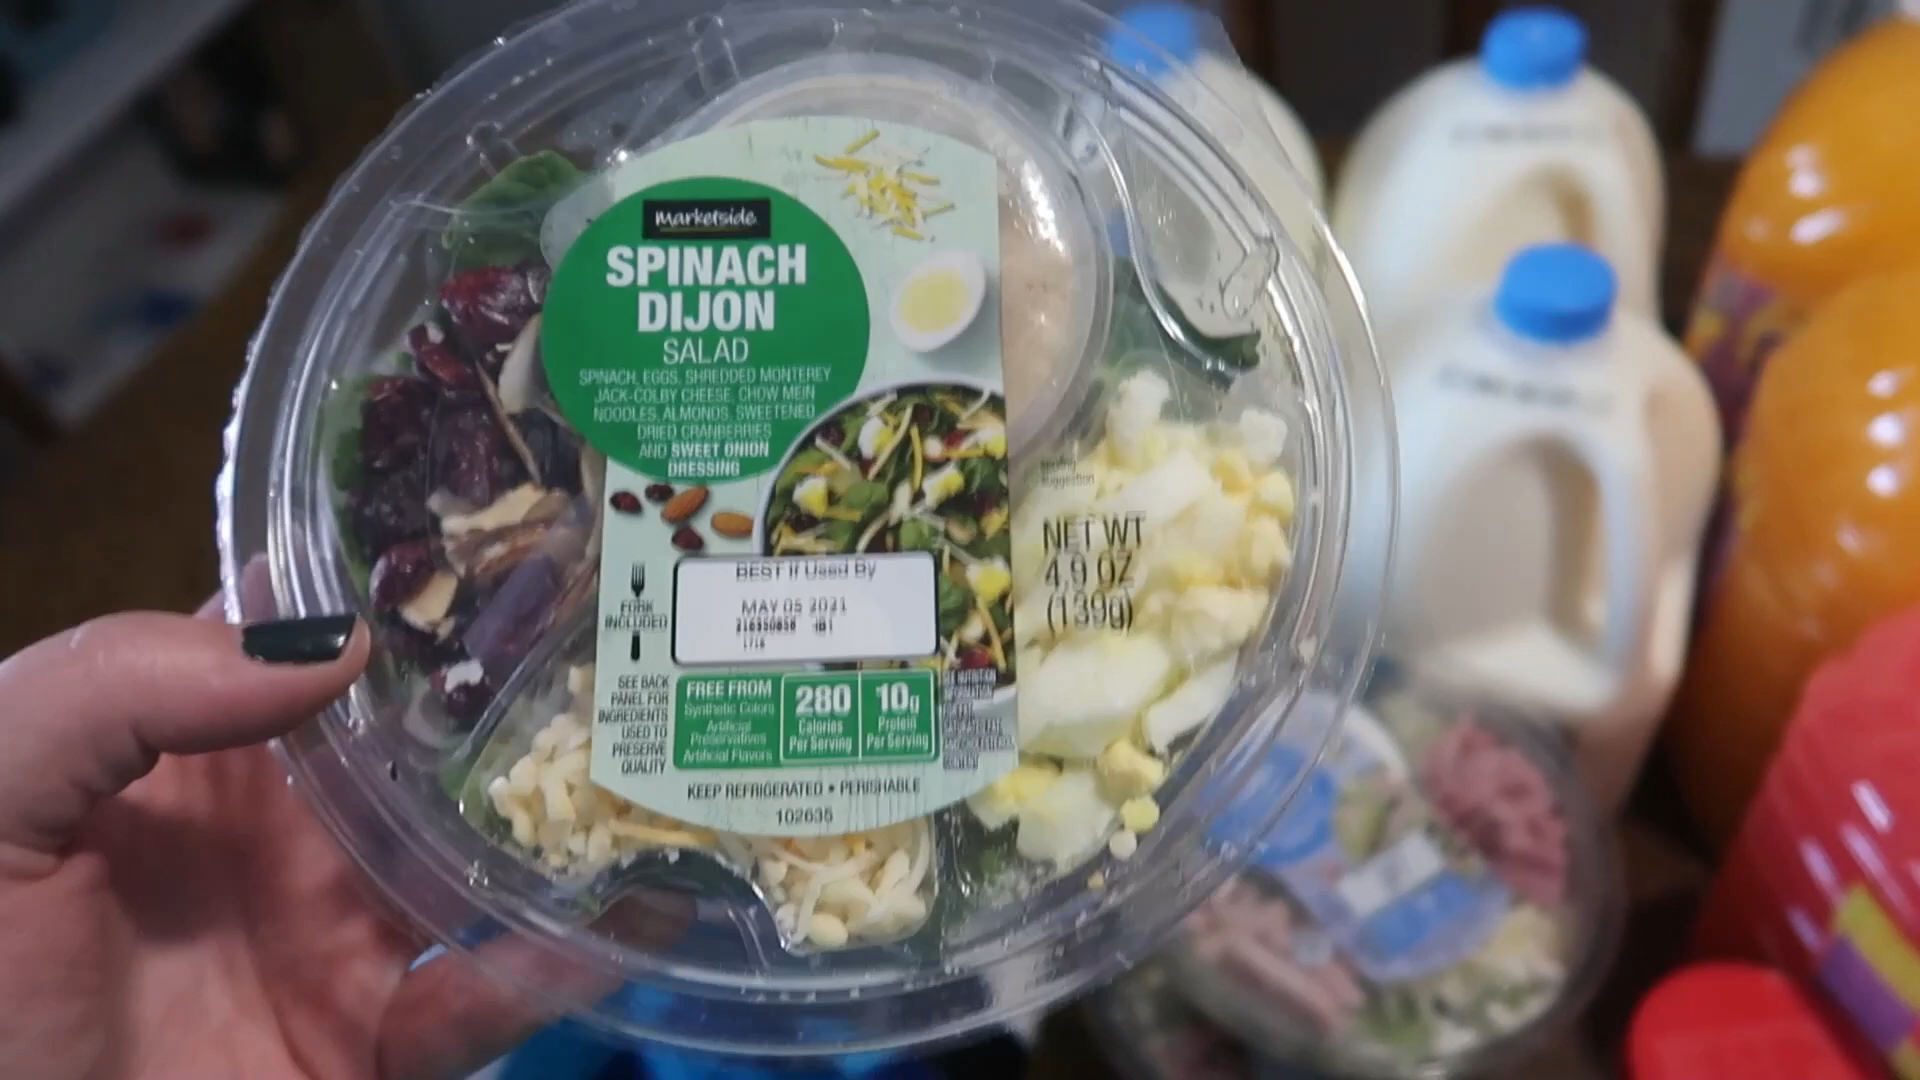 Marketside
SPINACH
DIJON
SALAD
SPINACH, EGGS, SHREDDED MONTEREY
JACK-COLBY CHEESE, CHOW MEIN
NOODLES, ALMONDS, SWEETENED
DRIED CRANBERRIES
AND SWEET ONION
DRESSING
serving
suggestion
NET WT
4.9 OZ
(139g)
BEST If Used By
MAY 05 2021
FORK
INCLUDED
SEE BACK
PANEL FOR
INGREDIENTS
USED TO
PRESERVE
QUALITY
FREE FROM
Synthetic Colors
Artificial
Preservatives
Artificial Flavors
280
Calories
Per Serving
10g
Protein
Per Serving
KEEP REFRIGERATED • PERISHABLE
102635